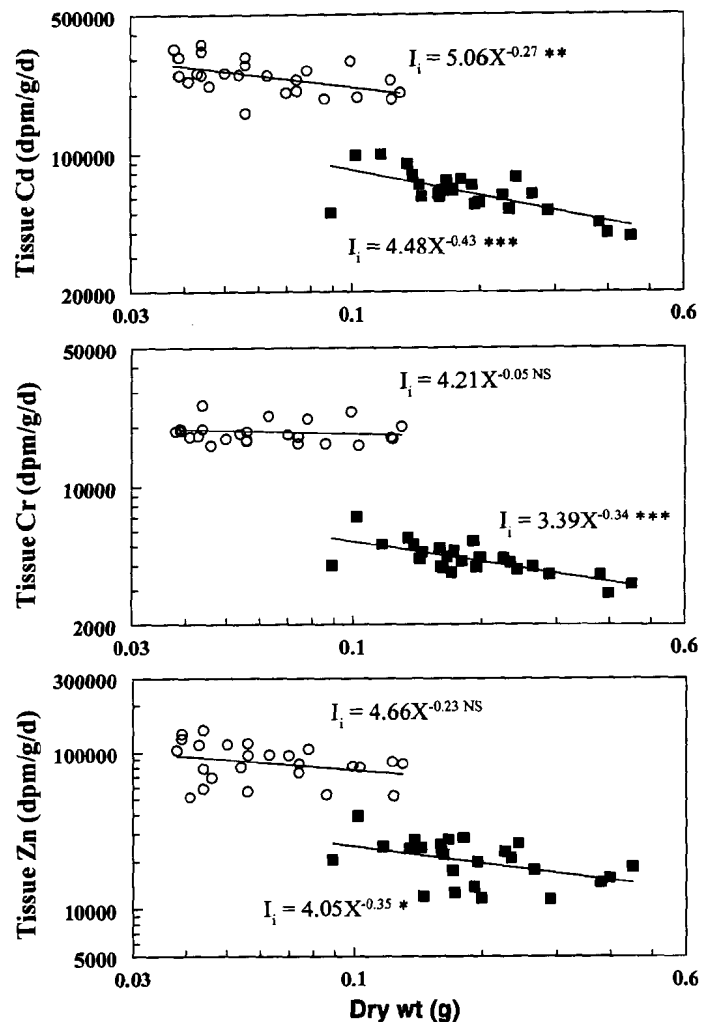 500000
I_i = 5.06X^-0.27 **
Tissue Cd (dpm/g/d)
100000
I_i = 4.48X^-0.43 ***
20000
0.03 0.1 0.6
50000
I_i = 4.21X^-0.05 NS
Tissue Cr (dpm/g/d)
10000
I_i = 3.39X^-0.34 ***
2000
0.03 0.1 0.6
300000
I_i = 4.66X^-0.23 NS
Tissue Zn (dpm/g/d)
100000
I_i = 4.05X^-0.35 *
10000
5000
0.03 0.1 0.6
Dry wt (g)